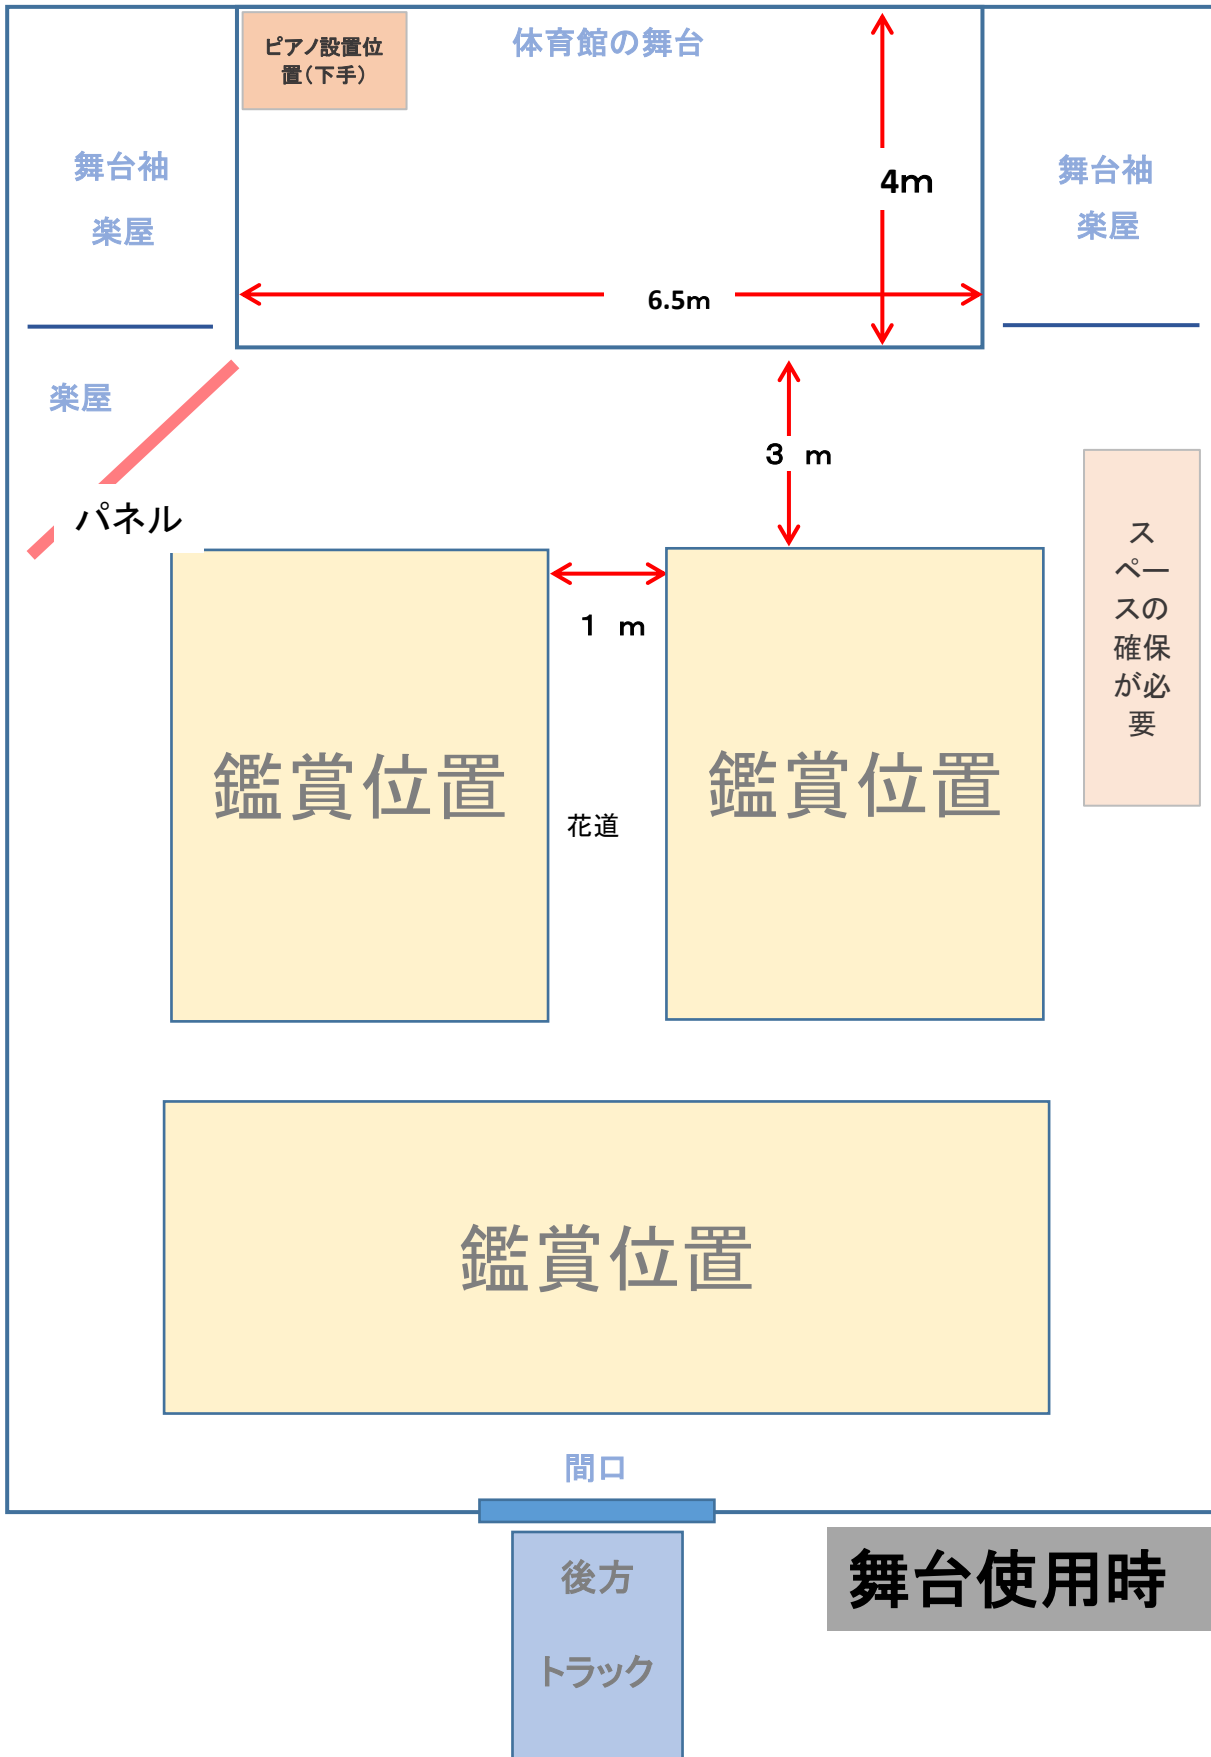 ピアノ設置位
置（下手）
体育館の舞台
4ｍ
舞台袖
楽屋
舞台袖
楽屋
6.5ｍ
楽屋
３　ｍ
パネル
ス
ペー
スの
確保
が必
要
１　ｍ
鑑賞位置
鑑賞位置
花道
鑑賞位置
間口
後方
トラック
舞台使用時